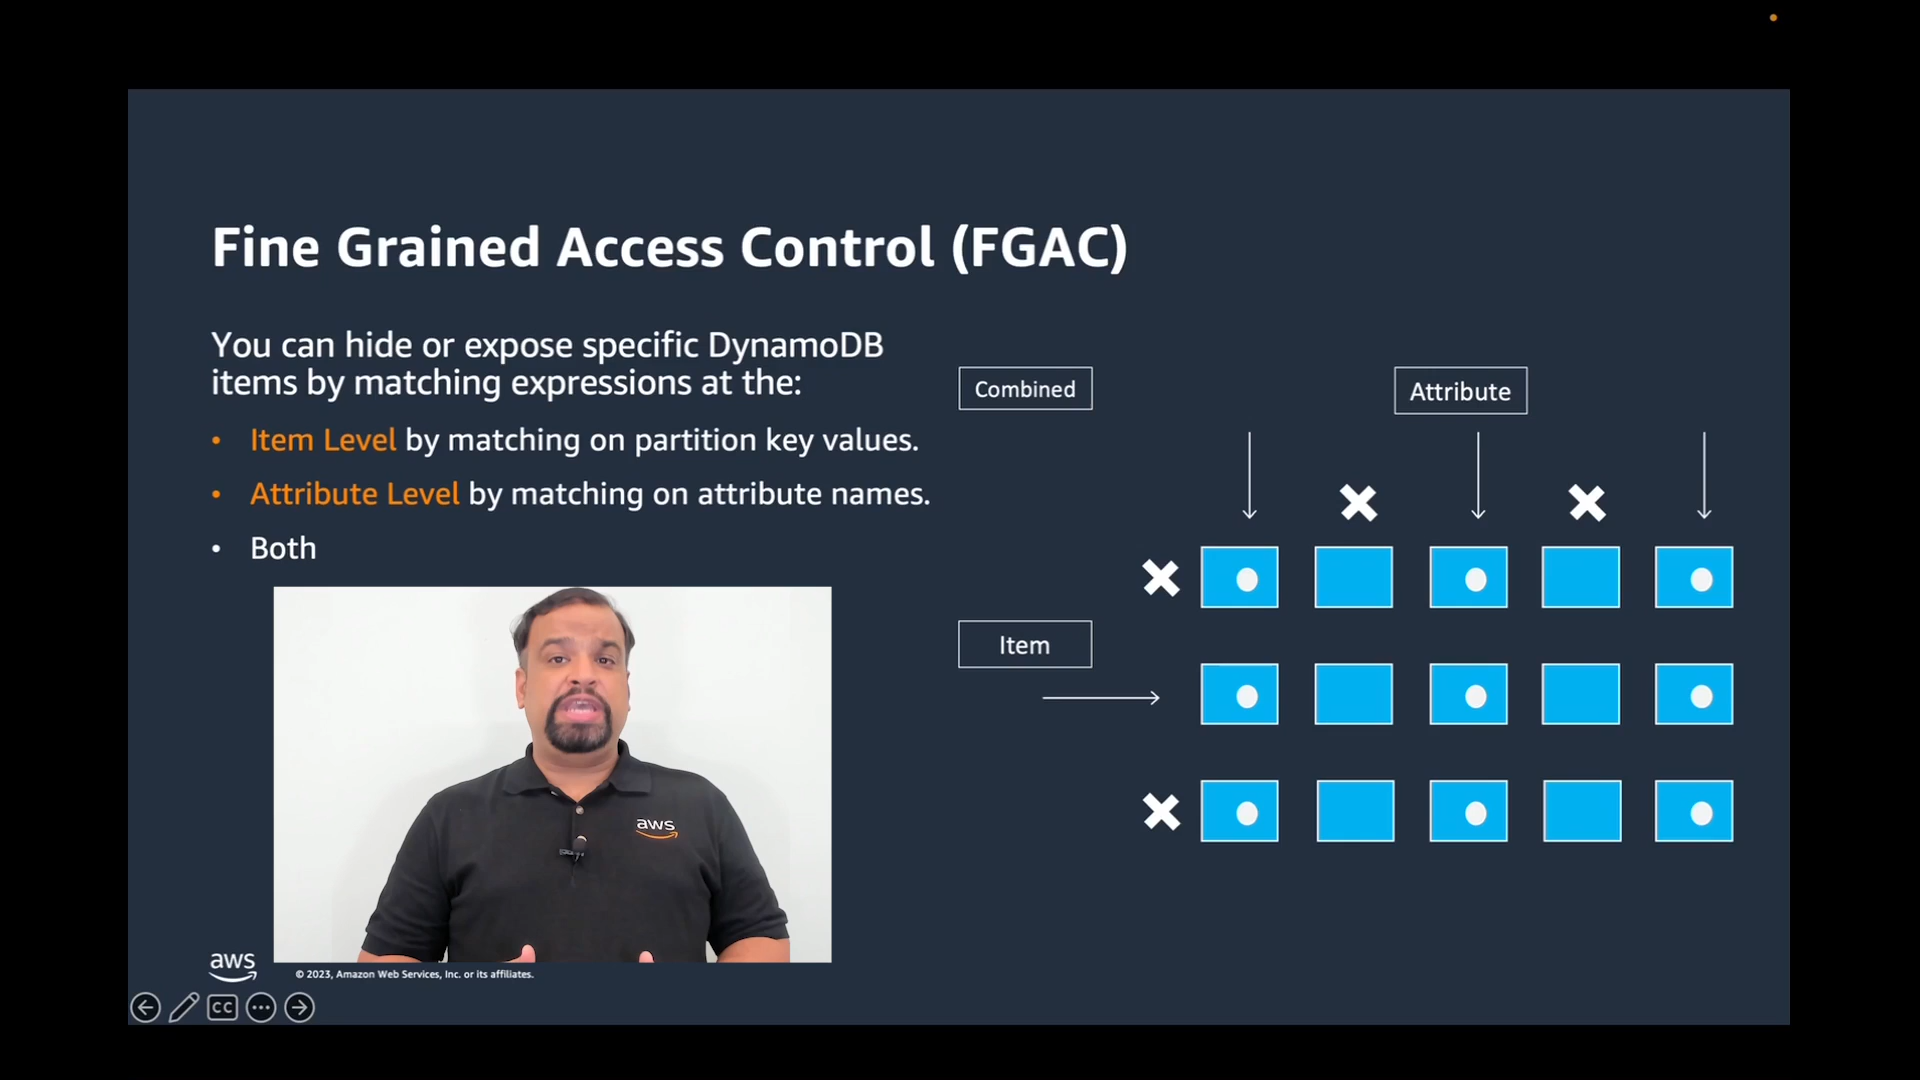 Fine Grained Access Control (FGAC)
You can hide or expose specific DynamoDB
items by matching expressions at the:
• Item Level by matching on partition key values.
• Attribute Level by matching on attribute names.
• Both
Combined
Attribute
Item
aws
aws
© 2023, Amazon Web Services, Inc. or its affiliates.
CC